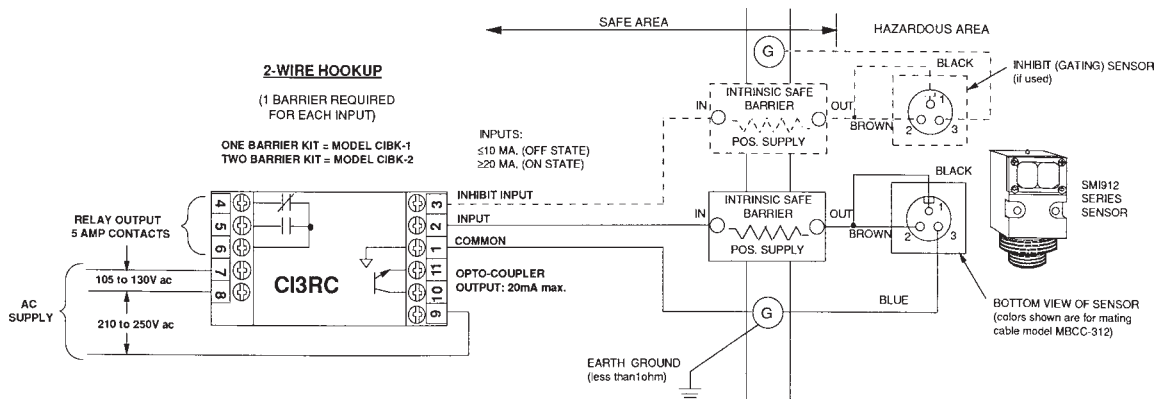 SAFE AREA
HAZARDOUS AREA
G
BLACK
INHIBIT (GATING) SENSOR
(if used)
2-WIRE HOOKUP
(1 BARRIER REQUIRED
FOR EACH INPUT)
ONE BARRIER KIT = MODEL CIBK-1
TWO BARRIER KIT = MODEL CIBK-2
INPUTS:
≤10 MA. (OFF STATE)
≥20 MA. (ON STATE)
IN
INTRINSIC SAFE
BARRIER
POS. SUPPLY
OUT
BROWN
1
2
3
BLACK
IN
INTRINSIC SAFE
BARRIER
POS. SUPPLY
OUT
BROWN
1
2
3
SMI912
SERIES
SENSOR
RELAY OUTPUT
5 AMP CONTACTS
4
5
6
7
8
CI3RC
3
2
1
11
10
9
INHIBIT INPUT
INPUT
COMMON
OPTO-COUPLER
OUTPUT: 20mA max.
AC
SUPPLY
105 to 130V ac
210 to 250V ac
BLUE
G
EARTH GROUND
(less than1ohm)
BOTTOM VIEW OF SENSOR
(colors shown are for mating
cable model MBCC-312)